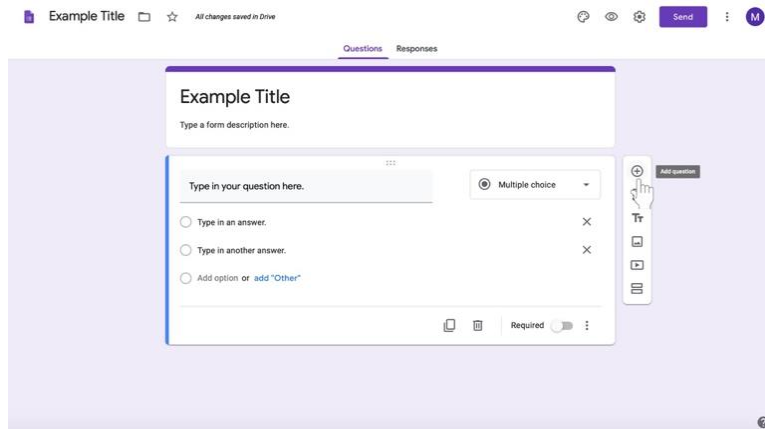 Example Title
All changes saved in Drive
Send
M
Questions
Responses
Example Title
Type a form description here.
Type in your question here.
Multiple choice
Add question
Type in an answer.
Tт
Type in another answer.
Add option or add "Other"
Required
?